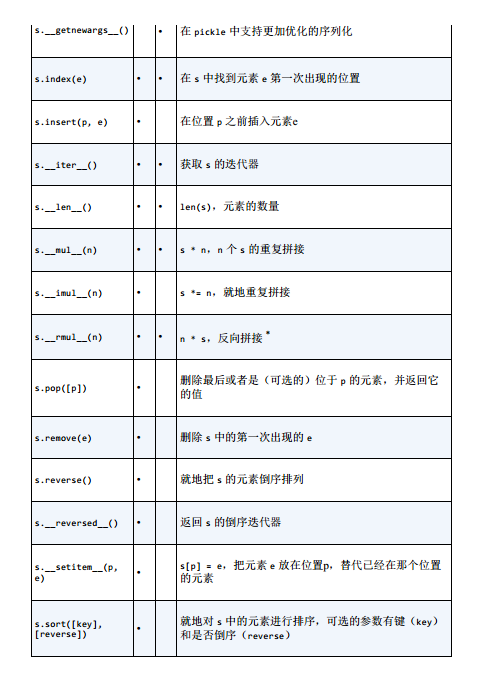 s.__getnewargs__() • 在 pickle 中支持更加优化的序列化
s.index(e) • • 在 s 中找到元素 e 第一次出现的位置
s.insert(p, e) • 在位置 p 之前插入元素e
s.__iter__() • • 获取 s 的迭代器
s.__len__() • • len(s)，元素的数量
s.__mul__(n) • • s * n，n 个 s 的重复拼接
s.__imul__(n) • s *= n，就地重复拼接
s.__rmul__(n) • • n * s，反向拼接 *
s.pop([p]) • 删除最后或者是（可选的）位于 p 的元素，并返回它
的值
s.remove(e) • 删除 s 中的第一次出现的 e
s.reverse() • 就地把 s 的元素倒序排列
s.__reversed__() • 返回 s 的倒序迭代器
s.__setitem__(p, • s[p] = e，把元素 e 放在位置p，替代已经在那个位置
e) 的元素
s.sort([key], • 就地对 s 中的元素进行排序，可选的参数有键（key）
[reverse]) 和是否倒序（reverse）